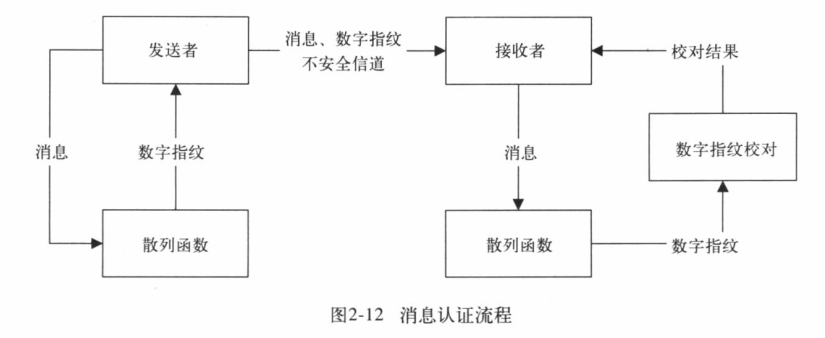 发送者
消息、数字指纹
不安全信道
接收者
校对结果
消息
数字指纹
消息
数字指纹校对
散列函数
散列函数
数字指纹
图2-12 消息认证流程